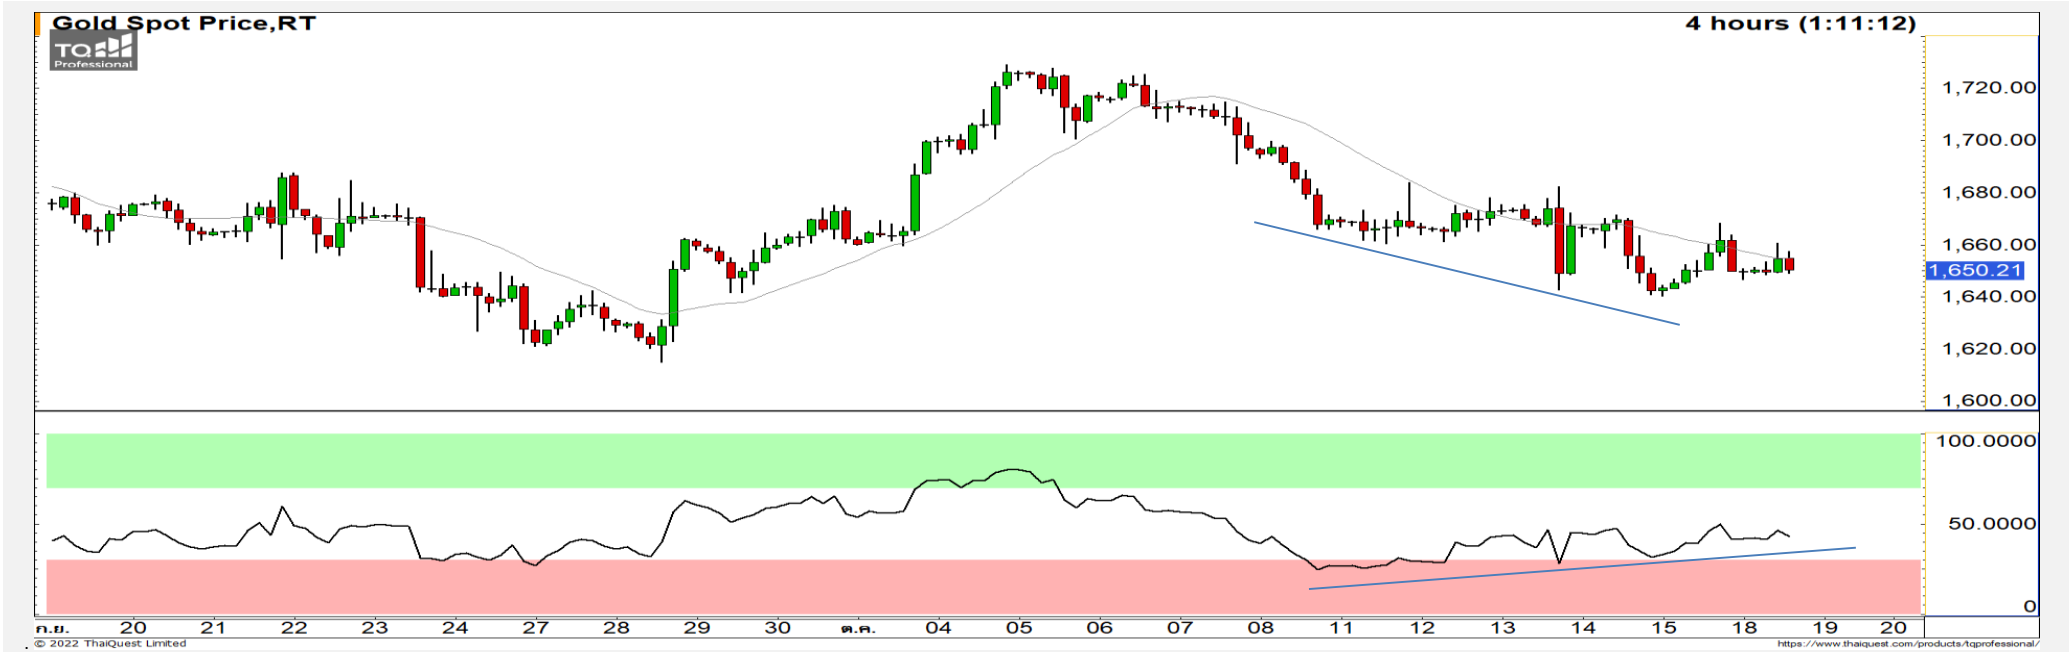 Gold Spot Price,RT
4 hours (1:11:12)
TQ
Professional
1,720.00
1,700.00
1,680.00
1,660.00
1,650.21
1,640.00
1,620.00
1,600.00
100.0000
50.0000
0
ก.ย. 20 21 22 23 24 27 28 29 30 ต.ค. 04 05 06 07 08 11 12 13 14 15 18 19 20
© 2022 ThaiQuest Limited
https://www.thaiquest.com/products/tqprofessional/